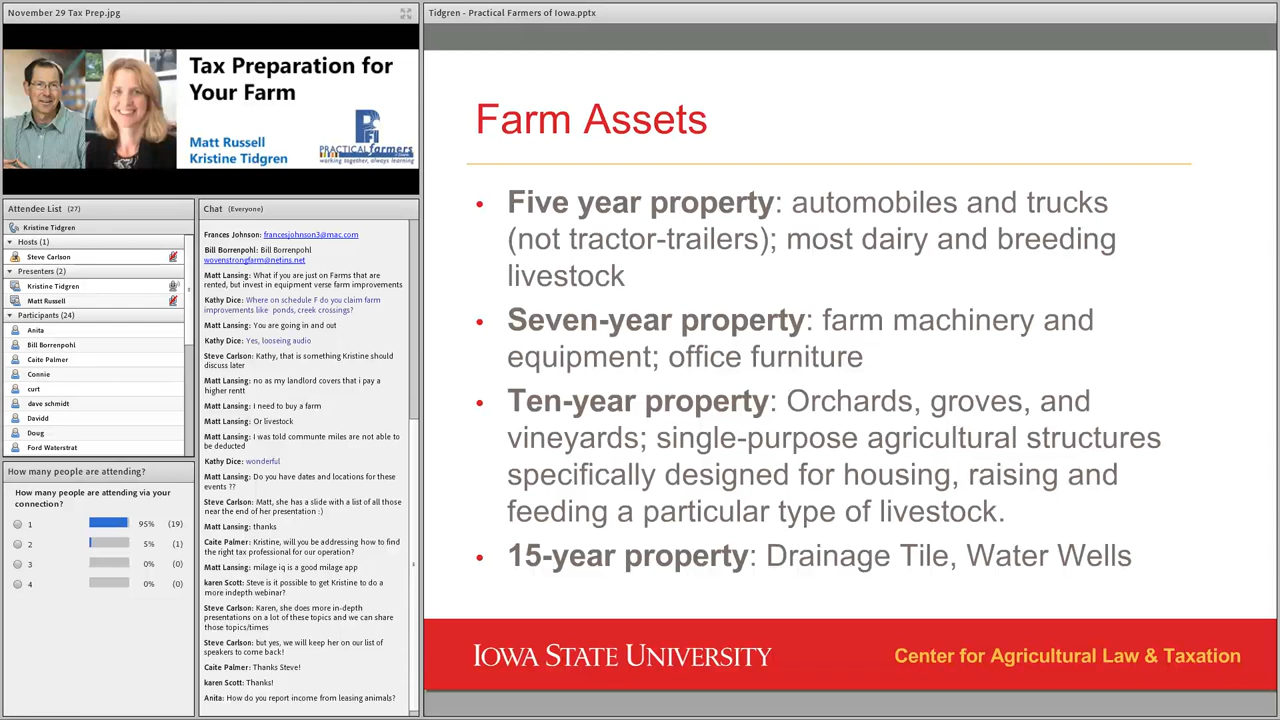 November 29 Tax Prep.jpg
Tax Preparation for
Your Farm
Matt Russell
Kristine Tidgren
PFI
PRACTICAL farmers
working together, always learning
Attendee List (27)
Kristine Tidgren
Hosts (1)
Steve Carlson
Presenters (2)
Kristine Tidgren
Matt Russell
Participants (24)
Anita
Bill Borrenpohl
Caite Palmer
Connie
curt
dave schmidt
Davidd
Doug
Ford Waterstrat
How many people are attending?
How many people are attending via your
connection?
1 95% (19)
2 5% (1)
3 0% (0)
4 0% (0)
Chat (Everyone)
Frances Johnson: francesjohnson3@mac.com
Bill Borrenpohl: Bill Borrenpohl
wovenstrongfarm@netins.net
Matt Lansing: What if you are just on Farms that are
rented, but invest in equipment verse farm improvements
Kathy Dice: Where on schedule F do you claim farm
improvements like ponds, creek crossings?
Matt Lansing: You are going in and out
Kathy Dice: Yes, looseing audio
Steve Carlson: Kathy, that is something Kristine should
discuss later
Matt Lansing: no as my landlord covers that i pay a
higher rentt
Matt Lansing: I need to buy a farm
Matt Lansing: Or livestock
Matt Lansing: I was told commute miles are not able to
be deducted
Kathy Dice: wonderful
Matt Lansing: Do you have dates and locations for these
events ??
Steve Carlson: Matt, she has a slide with a list of all those
near the end of her presentation :)
Matt Lansing: thanks
Caite Palmer: Kristine, will you be addressing how to find
the right tax professional for our operation?
Matt Lansing: milage iq is a good milage app
karen Scott: Steve is it possible to get Kristine to do a
more indepth webinar?
Steve Carlson: Karen, she does more in-depth
presentations on a lot of these topics and we can share
those topics/times
Steve Carlson: but yes, we will keep her on our list of
speakers to come back!
Caite Palmer: Thanks Steve!
karen Scott: Thanks!
Anita: How do you report income from leasing animals?
Tidgren - Practical Farmers of Iowa.pptx
Farm Assets
• Five year property: automobiles and trucks
(not tractor-trailers); most dairy and breeding
livestock
• Seven-year property: farm machinery and
equipment; office furniture
• Ten-year property: Orchards, groves, and
vineyards; single-purpose agricultural structures
specifically designed for housing, raising and
feeding a particular type of livestock.
• 15-year property: Drainage Tile, Water Wells
IOWA STATE UNIVERSITY
Center for Agricultural Law & Taxation